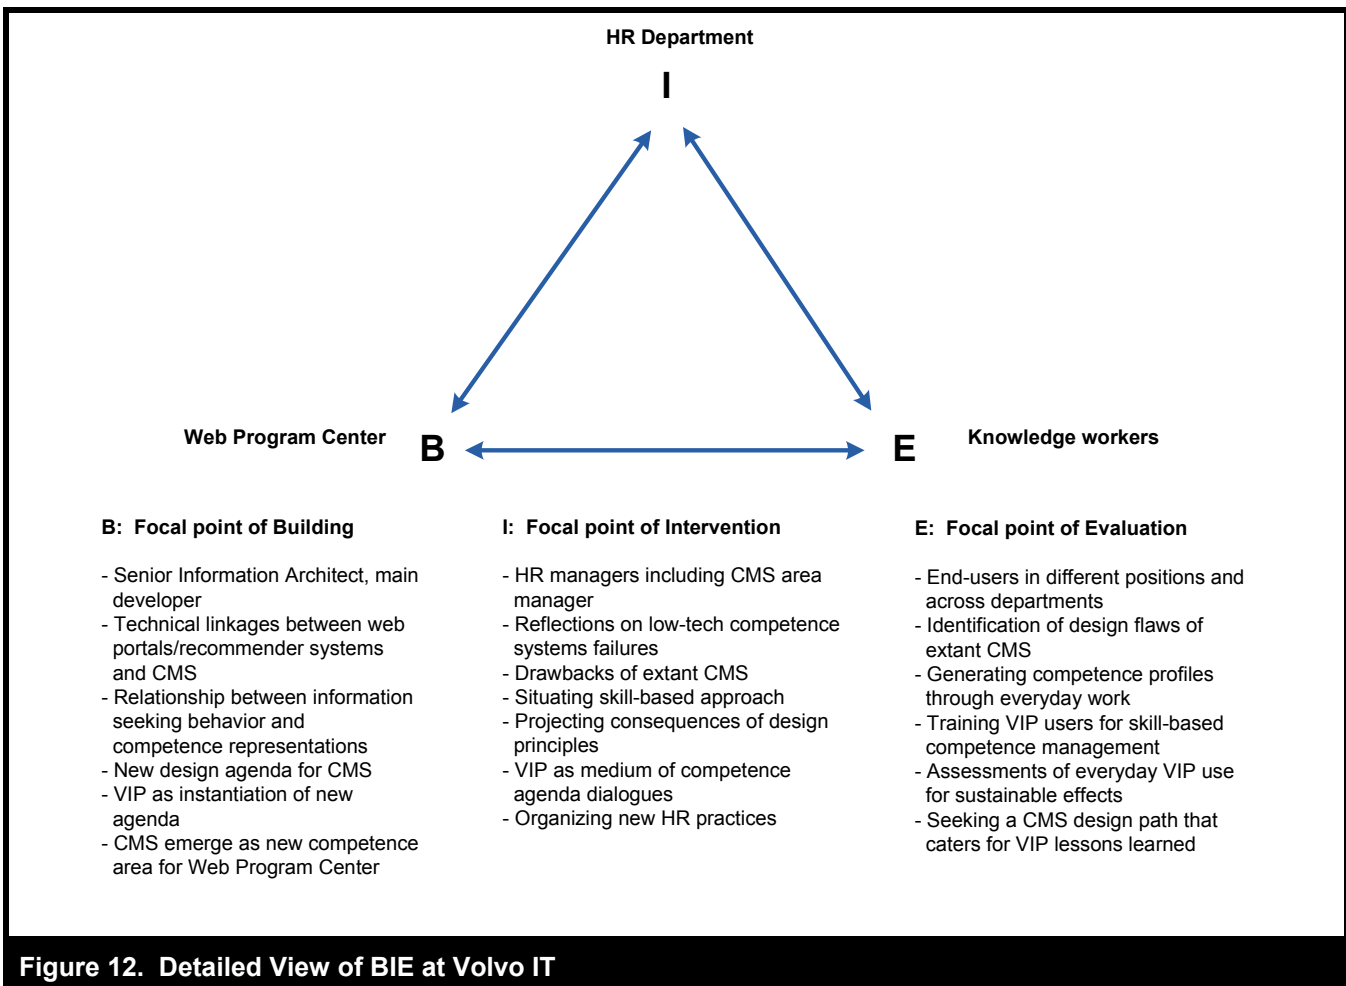 HR Department
I
Web Program Center
B
E
Knowledge workers
B: Focal point of Building
- Senior Information Architect, main
developer
- Technical linkages between web
portals/recommender systems
and CMS
- Relationship between information
seeking behavior and
competence representations
- New design agenda for CMS
- VIP as instantiation of new
agenda
- CMS emerge as new competence
area for Web Program Center
I: Focal point of Intervention
- HR managers including CMS area
manager
- Reflections on low-tech competence
systems failures
- Drawbacks of extant CMS
- Situating skill-based approach
- Projecting consequences of design
principles
- VIP as medium of competence
agenda dialogues
- Organizing new HR practices
E: Focal point of Evaluation
- End-users in different positions and
across departments
- Identification of design flaws of
extant CMS
- Generating competence profiles
through everyday work
- Training VIP users for skill-based
competence management
- Assessments of everyday VIP use
for sustainable effects
- Seeking a CMS design path that
caters for VIP lessons learned
Figure 12. Detailed View of BIE at Volvo IT